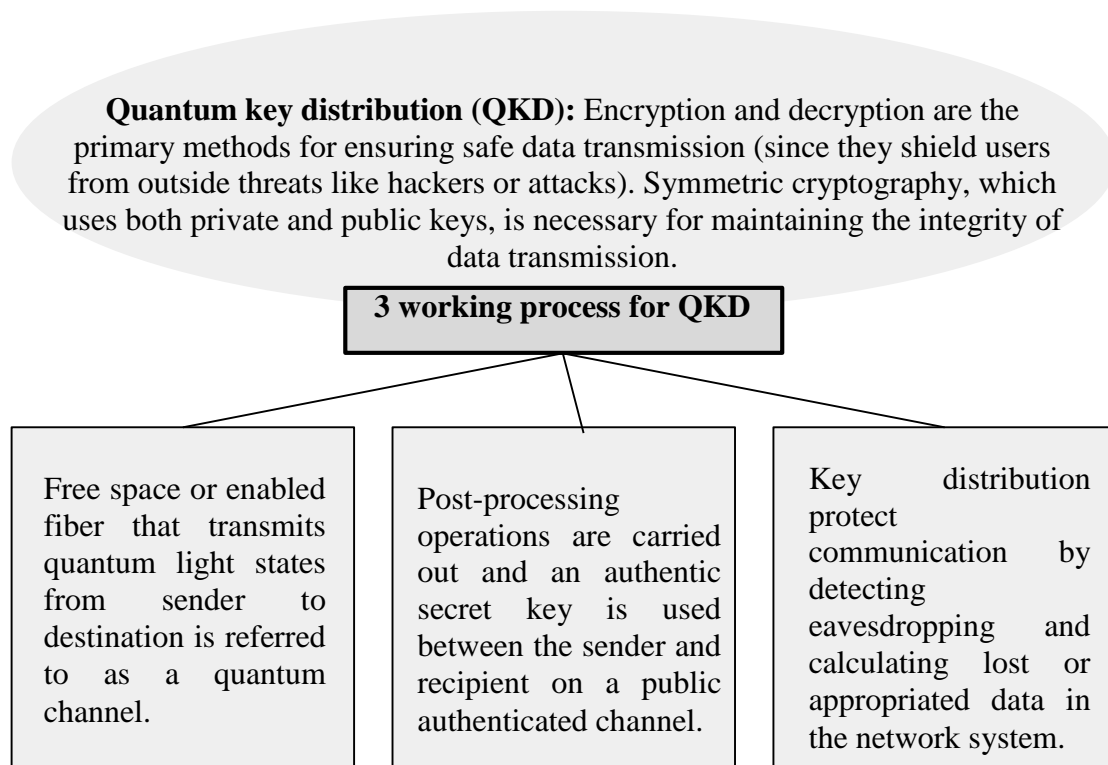 Quantum key distribution (QKD): Encryption and decryption are the
primary methods for ensuring safe data transmission (since they shield users
from outside threats like hackers or attacks). Symmetric cryptography, which
uses both private and public keys, is necessary for maintaining the integrity of
data transmission.
3 working process for QKD
Free space or enabled
fiber that transmits
quantum light states
from sender to
destination is referred
to as a quantum
channel.
Post-processing
operations are carried
out and an authentic
secret key is used
between the sender and
recipient on a public
authenticated channel.
Key distribution
protect
communication by
detecting
eavesdropping and
calculating lost or
appropriated data in
the network system.